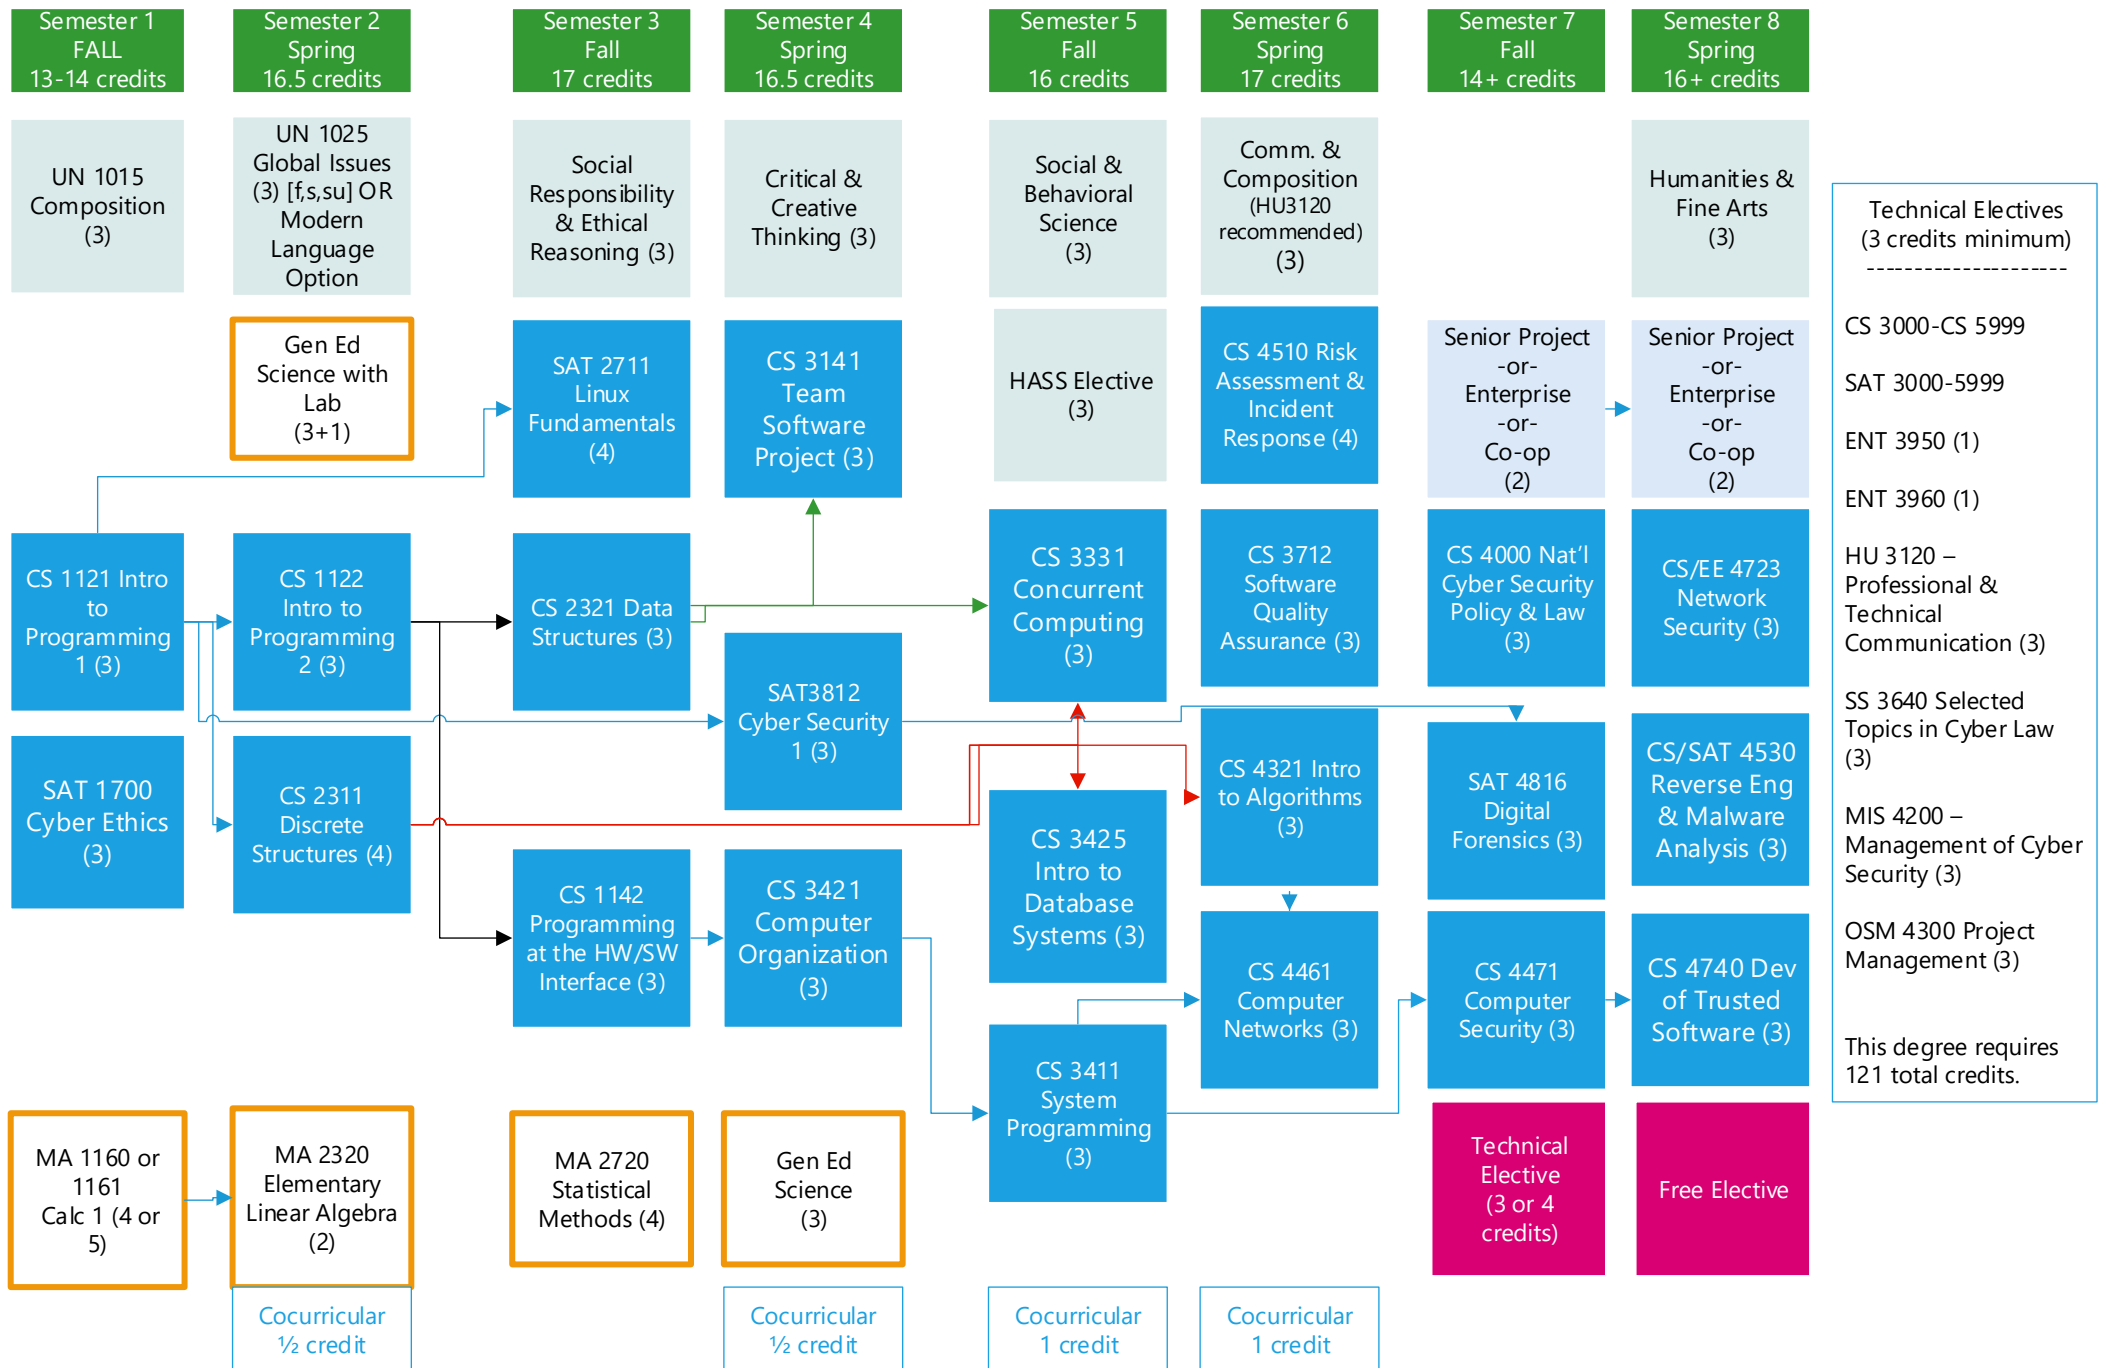 Semester 1
FALL
13-14 credits
Semester 2
Spring
16.5 credits
Semester 3
Fall
17 credits
Semester 4
Spring
16.5 credits
Semester 5
Fall
16 credits
Semester 6
Spring
17 credits
Semester 7
Fall
14+ credits
Semester 8
Spring
16+ credits
UN 1015
Composition
(3)
UN 1025
Global Issues
(3) [f,s,su] OR
Modern
Language
Option
Social
Responsibility
& Ethical
Reasoning (3)
Critical &
Creative
Thinking (3)
Social &
Behavioral
Science
(3)
Comm. &
Composition
(HU3120
recommended)
(3)
Humanities &
Fine Arts
(3)
Gen Ed
Science with
Lab
(3+1)
SAT 2711
Linux
Fundamentals
(4)
CS 3141
Team
Software
Project (3)
HASS Elective
(3)
CS 4510 Risk
Assessment &
Incident
Response (4)
Senior Project
-or-
Enterprise
-or-
Co-op
(2)
Senior Project
-or-
Enterprise
-or-
Co-op
(2)
CS 1121 Intro
to
Programming
1 (3)
CS 1122
Intro to
Programming
2 (3)
CS 2321 Data
Structures (3)
SAT3812
Cyber Security
1 (3)
CS 3331
Concurrent
Computing
(3)
CS 3712
Software
Quality
Assurance (3)
CS 4000 Nat’l
Cyber Security
Policy & Law
(3)
CS/EE 4723
Network
Security (3)
SAT 1700
Cyber Ethics
(3)
CS 2311
Discrete
Structures (4)
CS 1142
Programming
at the HW/SW
Interface (3)
CS 3421
Computer
Organization
(3)
CS 3425
Intro to
Database
Systems (3)
CS 4321 Intro
to Algorithms
(3)
SAT 4816
Digital
Forensics (3)
CS/SAT 4530
Reverse Eng
& Malware
Analysis (3)
CS 3411
System
Programming
(3)
CS 4461
Computer
Networks (3)
CS 4471
Computer
Security (3)
CS 4740 Dev
of Trusted
Software (3)
MA 1160 or
1161
Calc 1 (4 or
5)
MA 2320
Elementary
Linear Algebra
(2)
MA 2720
Statistical
Methods (4)
Gen Ed
Science
(3)
Technical
Elective
(3 or 4
credits)
Free Elective
Cocurricular
½ credit
Cocurricular
½ credit
Cocurricular
1 credit
Cocurricular
1 credit
Technical Electives
(3 credits minimum)
---------------------
CS 3000-CS 5999
SAT 3000-5999
ENT 3950 (1)
ENT 3960 (1)
HU 3120 –
Professional &
Technical
Communication (3)
SS 3640 Selected
Topics in Cyber Law
(3)
MIS 4200 –
Management of Cyber
Security (3)
OSM 4300 Project
Management (3)
This degree requires
121 total credits.